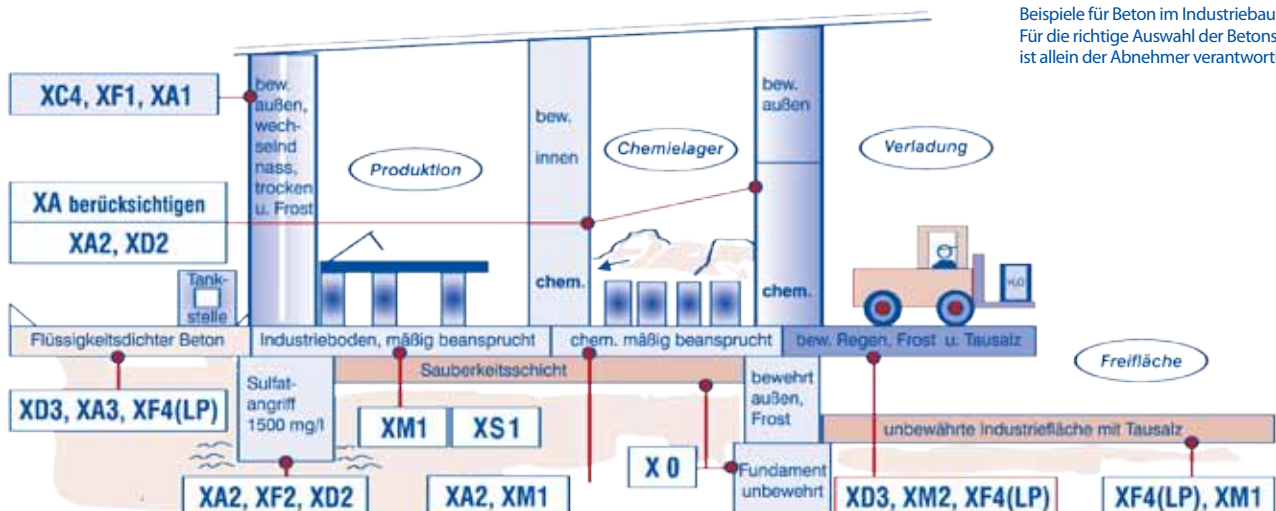 Beispiele für Beton im Industriebau
Für die richtige Auswahl der Betons
ist allein der Abnehmer verantwort
XC4, XF1, XA1
bew.
außen,
wech-
selnd
nass,
trocken
u. Frost
Produktion
bew.
innen
Chemielager
bew.
außen
Verladung
XA berücksichtigen
XA2, XD2
Tank-
stelle
chem.
chem.
H₂O
Flüssigkeitsdichter Beton
Industrieboden, mäßig beansprucht
chem. mäßig beansprucht
bew. Regen, Frost u. Tausalz
Freifläche
Sauberkeitsschicht
Sulfat-
angriff
1500 mg/l
bewehrt
außen,
Frost
XD3, XA3, XF4(LP)
XM1
XS1
unbewährte Industriefläche mit Tausalz
X 0
Fundament
unbewehrt
XA2, XF2, XD2
XA2, XM1
XD3, XM2, XF4(LP)
XF4(LP), XM1